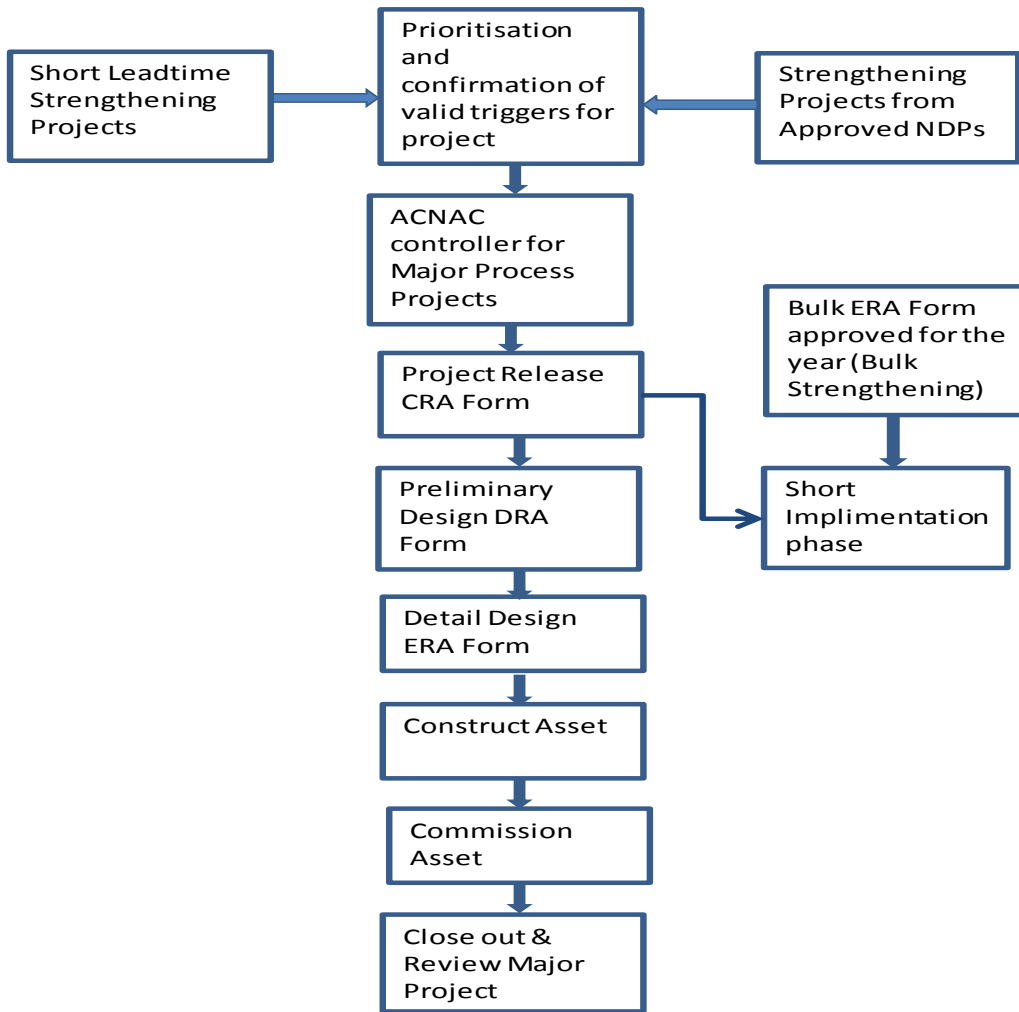 Short Leadtime
Strengthening
Projects
Prioritisation
and
confirmation of
valid triggers for
project
Strengthening
Projects from
Approved NDPs
ACNAC
controller for
Major Process
Projects
Project Release
CRA Form
Bulk ERA Form
approved for the
year (Bulk
Strengthening)
Preliminary
Design DRA
Form
Short
Implimentation
phase
Detail Design
ERA Form
Construct Asset
Commission
Asset
Close out &
Review Major
Project